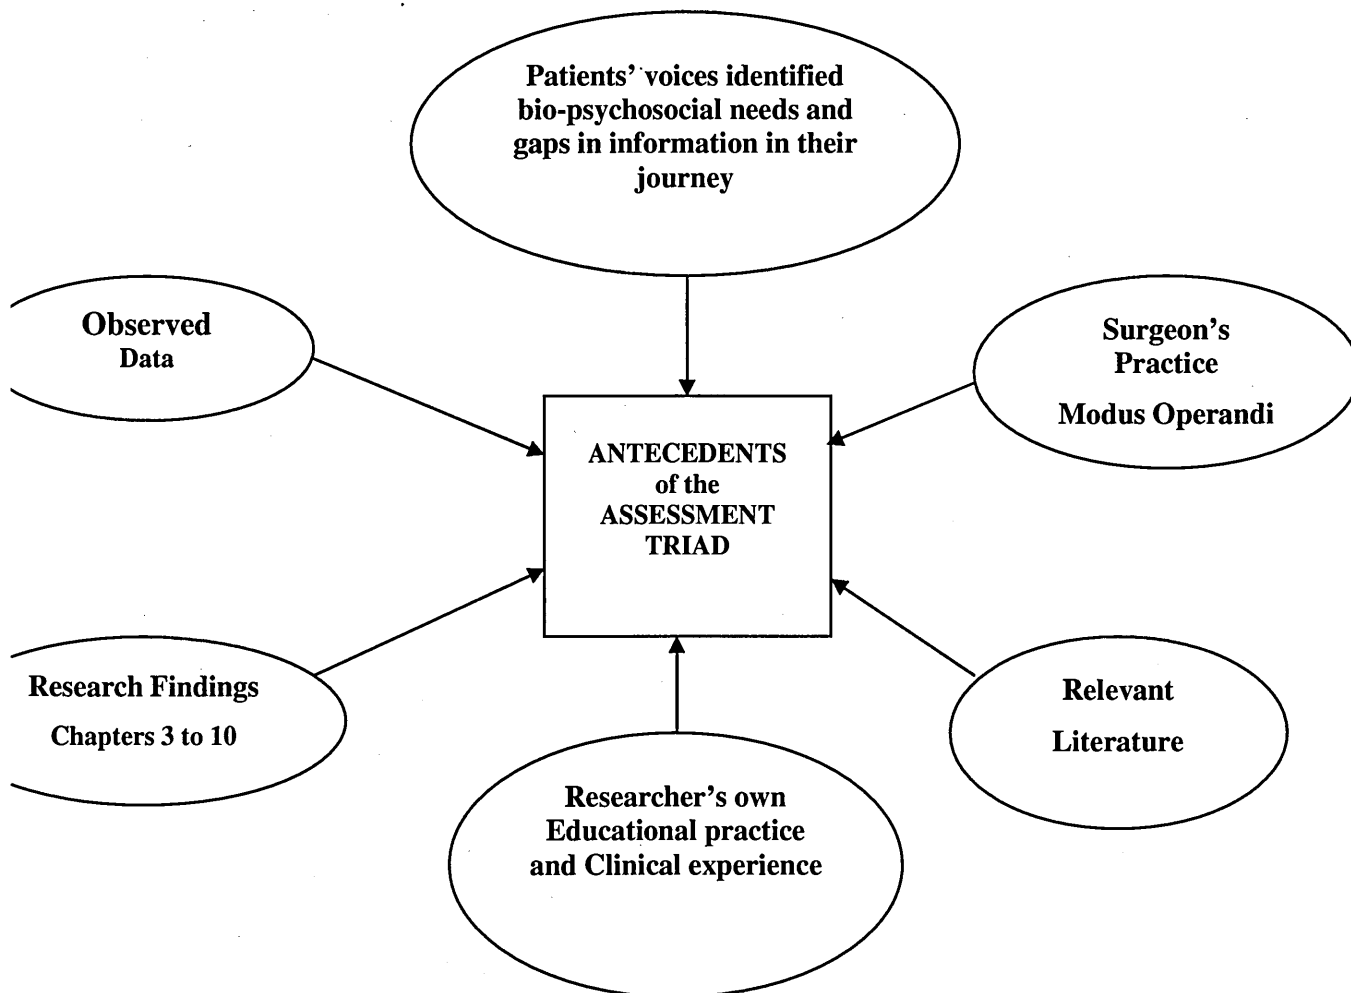 Patients' voices identified
bio-psychosocial needs and
gaps in information in their
journey
Observed
Data
Surgeon's
Practice
Modus Operandi
ANTECEDENTS
of the
ASSESSMENT
TRIAD
Research Findings
Chapters 3 to 10
Relevant
Literature
Researcher's own
Educational practice
and Clinical experience